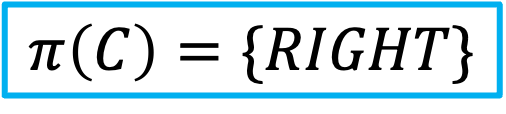 π(C) = {RIGHT}